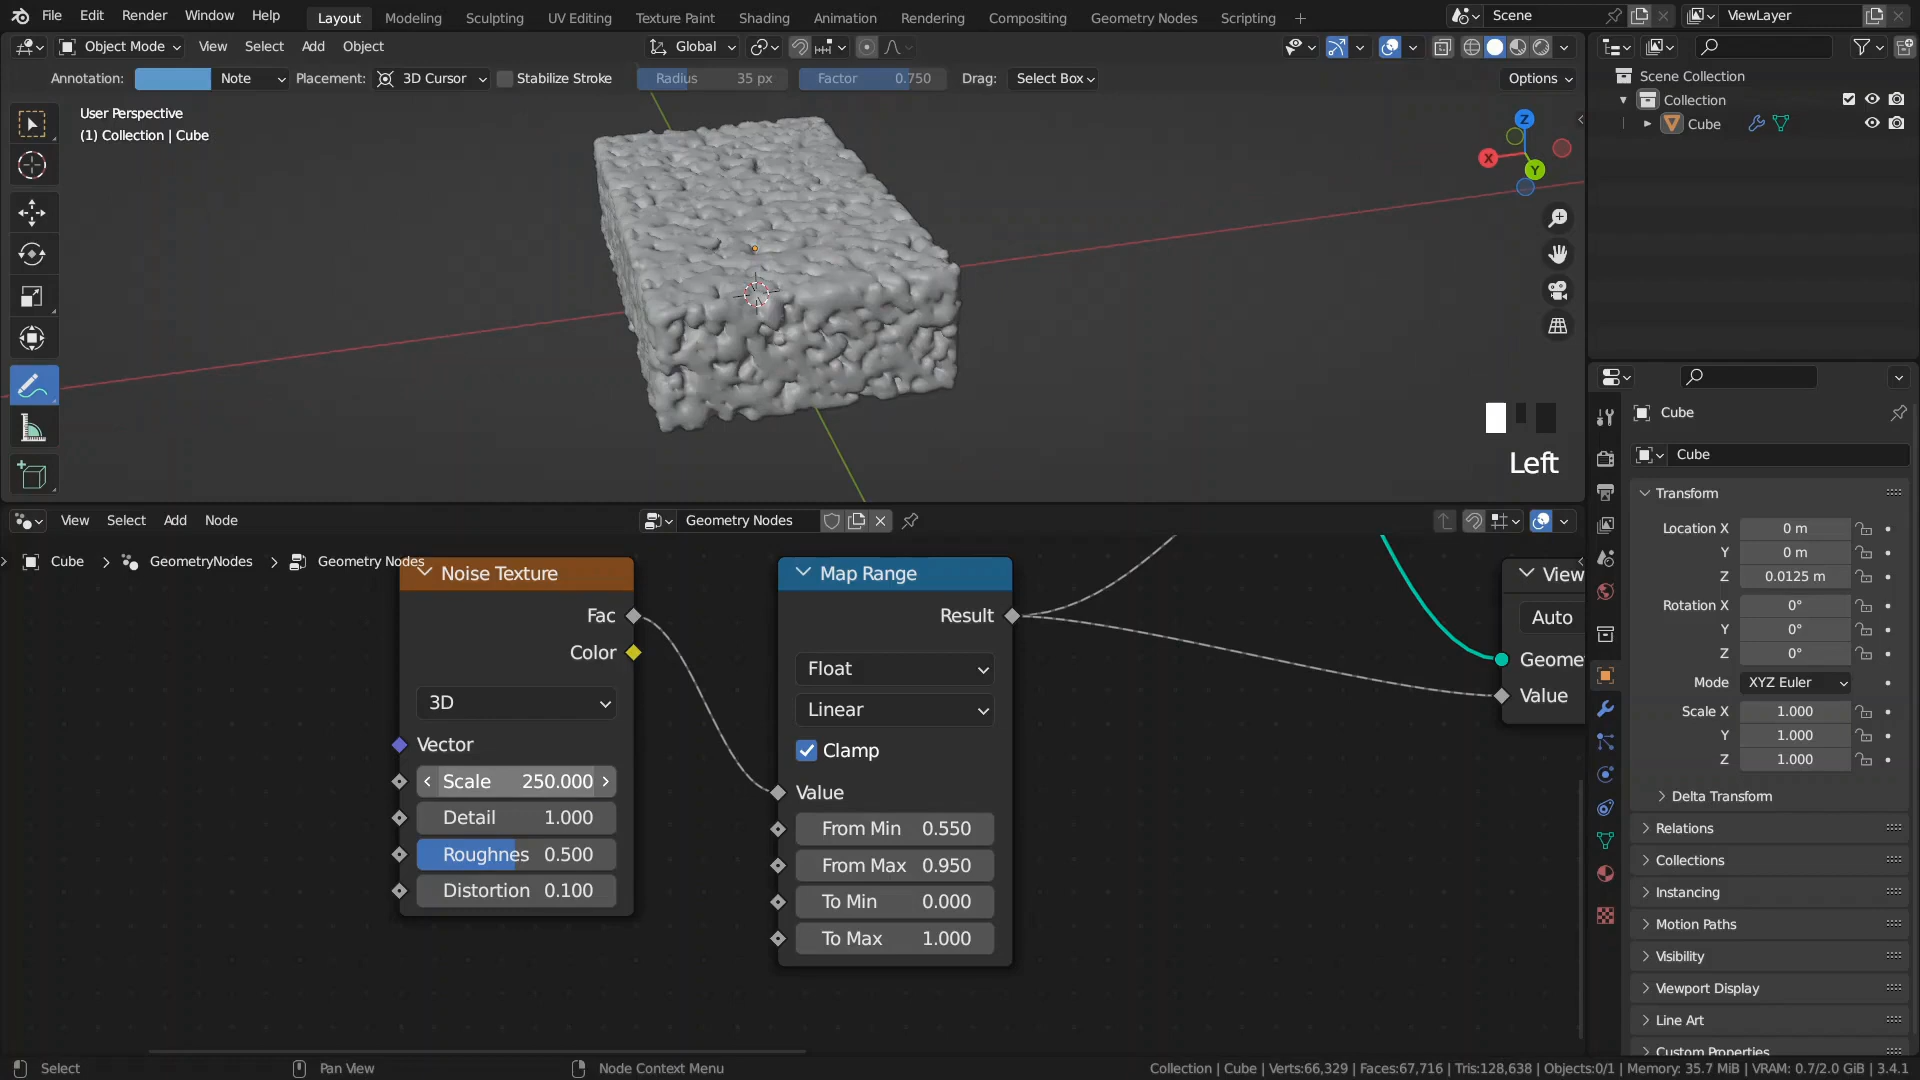 File Edit Render Window Help Layout Modeling Sculpting UV Editing Texture Paint Shading Animation Rendering Compositing Geometry Nodes Scripting + Scene ViewLayer
Object Mode View Select Add Object Global
Annotation: Note Placement: 3D Cursor Stabilize Stroke Radius 35 px Factor 0.750 Drag: Select Box Options
Scene Collection
Collection
Cube
User Perspective
(1) Collection | Cube
Z
X
Y
Left
View Select Add Node Geometry Nodes
Cube > GeometryNodes > Geometry Nodes
Noise Texture
Fac
Color
3D
Vector
Scale 250.000
Detail 1.000
Roughnes 0.500
Distortion 0.100
Map Range
Result
Float
Linear
Clamp
Value
From Min 0.550
From Max 0.950
To Min 0.000
To Max 1.000
View
Auto
Geome
Value
Cube
Cube
Transform
Location X 0 m
Y 0 m
Z 0.0125 m
Rotation X 0°
Y 0°
Z 0°
Mode XYZ Euler
Scale X 1.000
Y 1.000
Z 1.000
Delta Transform
Relations
Collections
Instancing
Motion Paths
Visibility
Viewport Display
Line Art
Custom Properties
Select Pan View Node Context Menu Collection | Cube | Verts:66,329 | Faces:67,716 | Tris:128,638 | Objects:0/1 | Memory: 35.7 MiB | VRAM: 0.7/2.0 GiB | 3.4.1